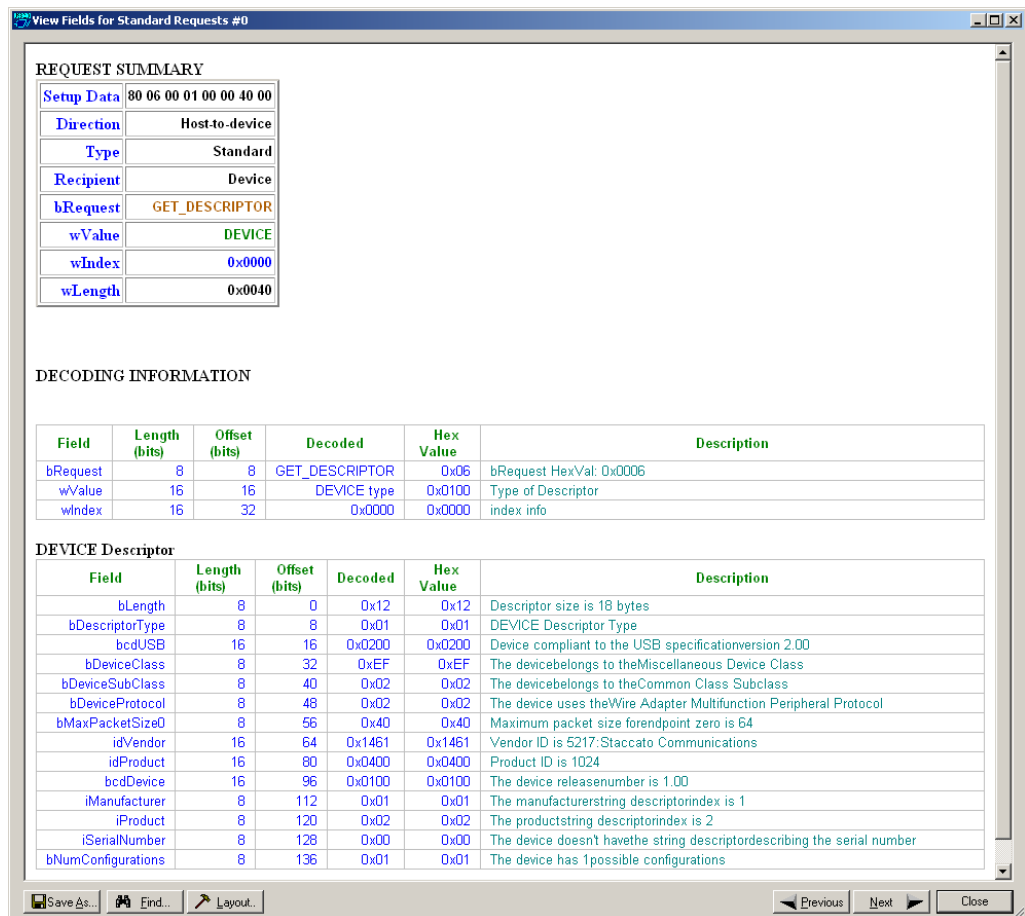 View Fields for Standard Requests #0
REQUEST SUMMARY
Setup Data 80 06 00 01 00 00 40 00
Direction Host-to-device
Type Standard
Recipient Device
bRequest GET_DESCRIPTOR
wValue DEVICE
wIndex 0x0000
wLength 0x0040
DECODING INFORMATION
Field Length (bits) Offset (bits) Decoded Hex Value Description
bRequest 8 8 GET_DESCRIPTOR 0x06 bRequest HexVal: 0x0006
wValue 16 16 DEVICE type 0x0100 Type of Descriptor
wIndex 16 32 0x0000 0x0000 index info
DEVICE Descriptor
Field Length (bits) Offset (bits) Decoded Hex Value Description
bLength 8 0 0x12 0x12 Descriptor size is 18 bytes
bDescriptorType 8 8 0x01 0x01 DEVICE Descriptor Type
bcdUSB 16 16 0x0200 0x0200 Device compliant to the USB specificationversion 2.00
bDeviceClass 8 32 0xEF 0xEF The devicebelongs to theMiscellaneous Device Class
bDeviceSubClass 8 40 0x02 0x02 The devicebelongs to theCommon Class Subclass
bDeviceProtocol 8 48 0x02 0x02 The device uses theWire Adapter Multifunction Peripheral Protocol
bMaxPacketSize0 8 56 0x40 0x40 Maximum packet size forendpoint zero is 64
idVendor 16 64 0x1461 0x1461 Vendor ID is 5217:Staccato Communications
idProduct 16 80 0x0400 0x0400 Product ID is 1024
bcdDevice 16 96 0x0100 0x0100 The device releasenumber is 1.00
iManufacturer 8 112 0x01 0x01 The manufacturerstring descriptorindex is 1
iProduct 8 120 0x02 0x02 The productstring descriptorindex is 2
iSerialNumber 8 128 0x00 0x00 The device doesn't havethe string descriptordescribing the serial number
bNumConfigurations 8 136 0x01 0x01 The device has 1possible configurations
Save As... Find... Layout.. Previous Next Close